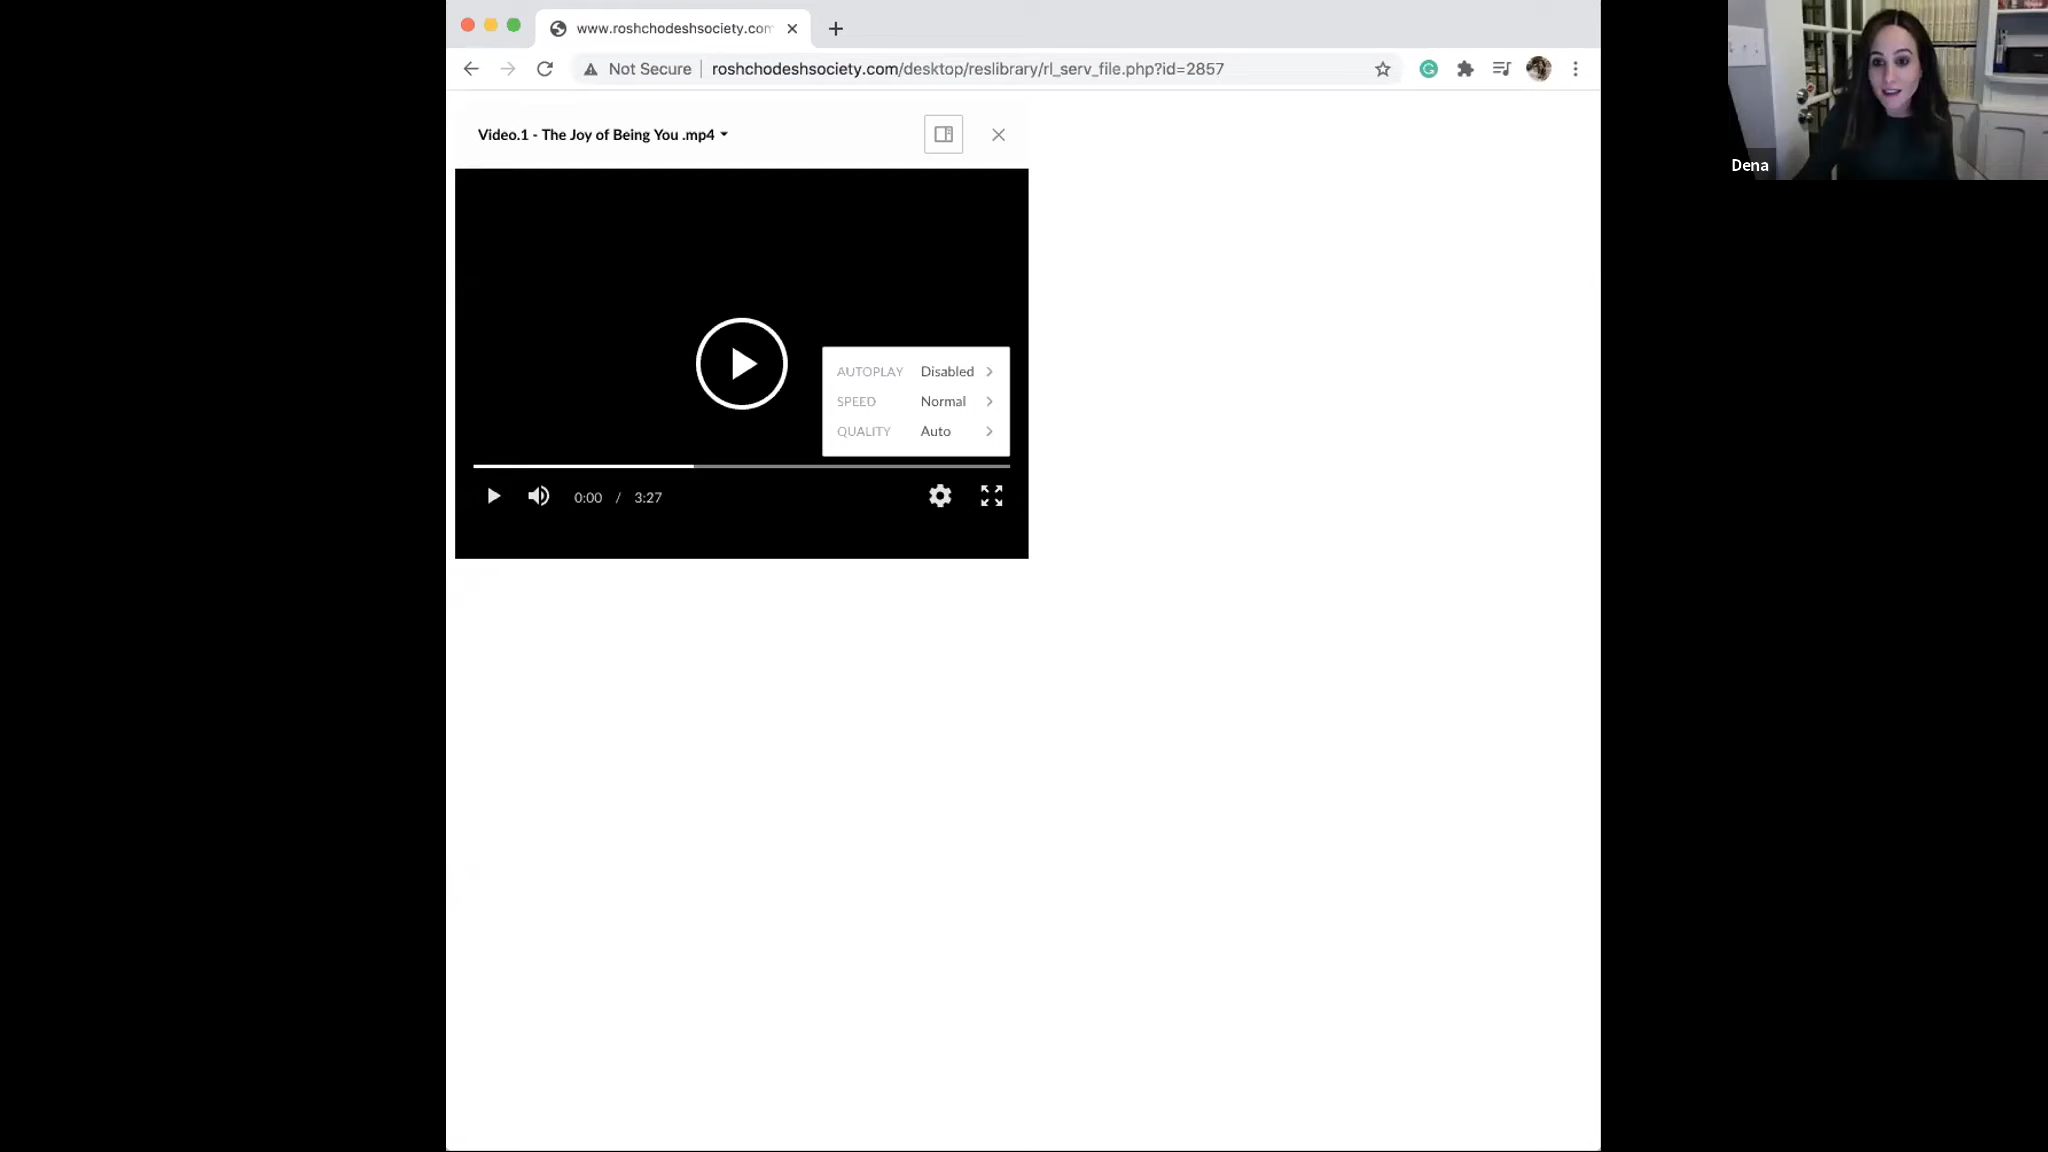 www.roshchodeshsociety.com
Not Secure
roshchodeshsociety.com/desktop/reslibrary/rl_serv_file.php?id=2857
Video.1 - The Joy of Being You .mp4
AUTOPLAY Disabled
SPEED Normal
QUALITY Auto
0:00 / 3:27
Dena